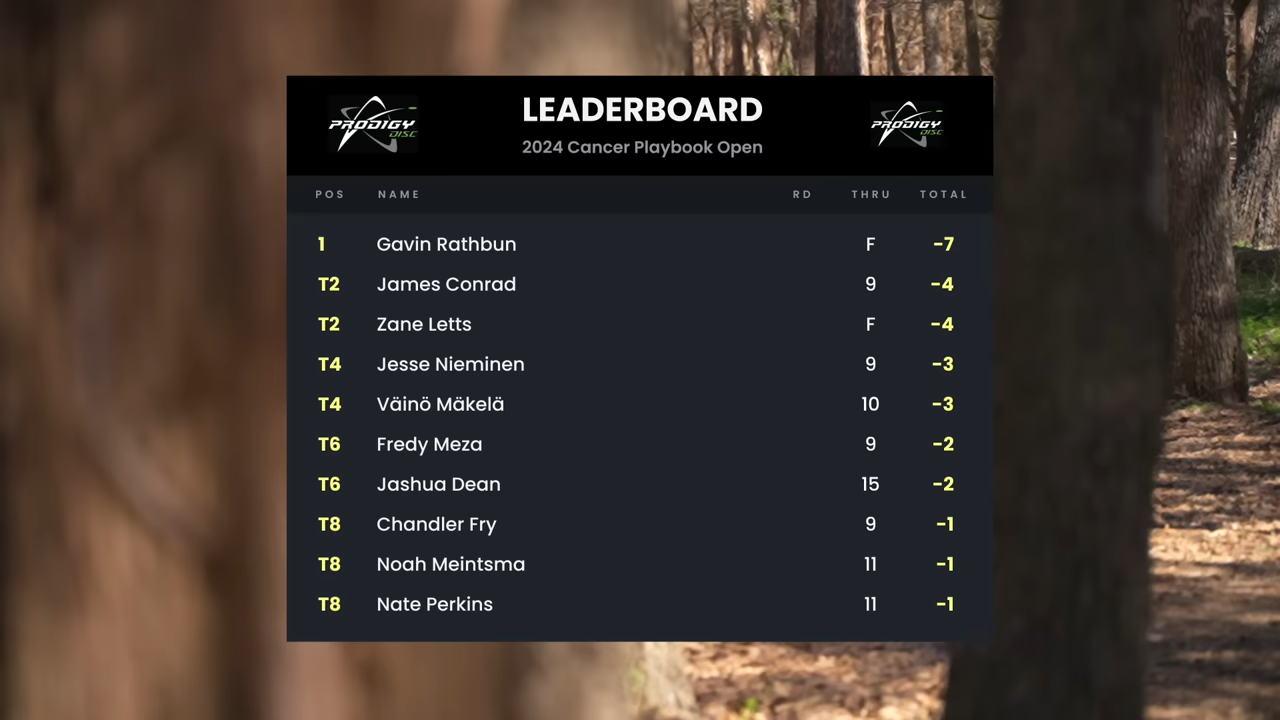 PRODIGY DISC LEADERBOARD PRODIGY DISC
2024 Cancer Playbook Open
POS NAME RD THRU TOTAL
1 Gavin Rathbun F -7
T2 James Conrad 9 -4
T2 Zane Letts F -4
T4 Jesse Nieminen 9 -3
T4 Väinö Mäkelä 10 -3
T6 Fredy Meza 9 -2
T6 Jashua Dean 15 -2
T8 Chandler Fry 9 -1
T8 Noah Meintsma 11 -1
T8 Nate Perkins 11 -1